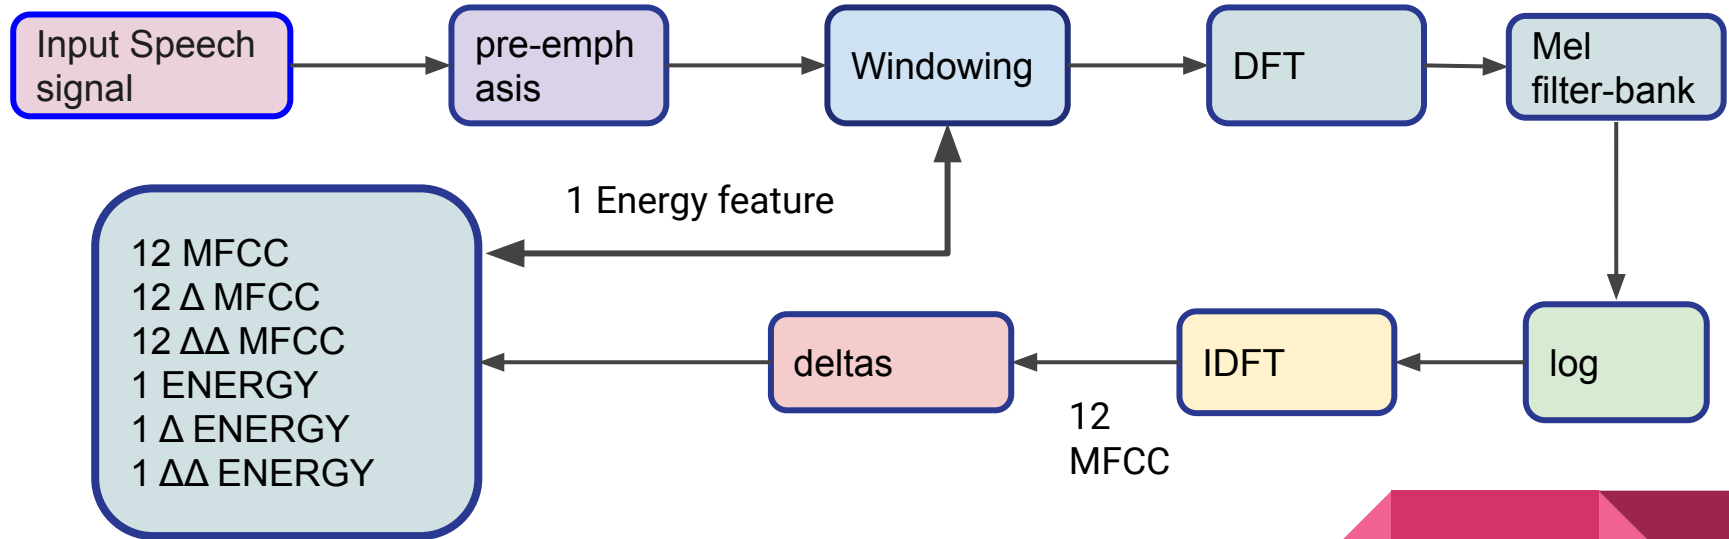 Input Speech
signal
pre-emph
asis
Windowing
DFT
Mel
filter-bank
1 Energy feature
12 MFCC
12 Δ MFCC
12 ΔΔ MFCC
1 ENERGY
1 Δ ENERGY
1 ΔΔ ENERGY
deltas
12
MFCC
IDFT
log